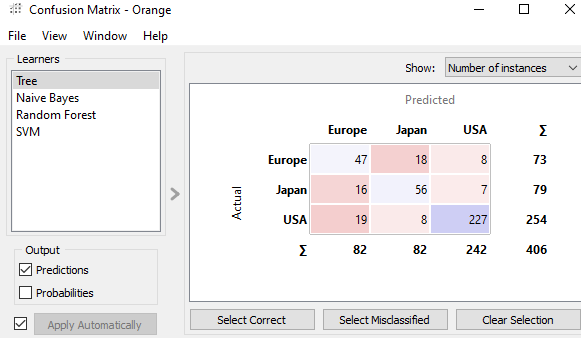 Confusion Matrix - Orange
File View Window Help
Learners
Tree
Naive Bayes
Random Forest
SVM
Output
Predictions
Probabilities
Apply Automatically
Show: Number of instances
Predicted
Europe Japan USA Σ
Actual
Europe 47 18 8 73
Japan 16 56 7 79
USA 19 8 227 254
Σ 82 82 242 406
Select Correct Select Misclassified Clear Selection